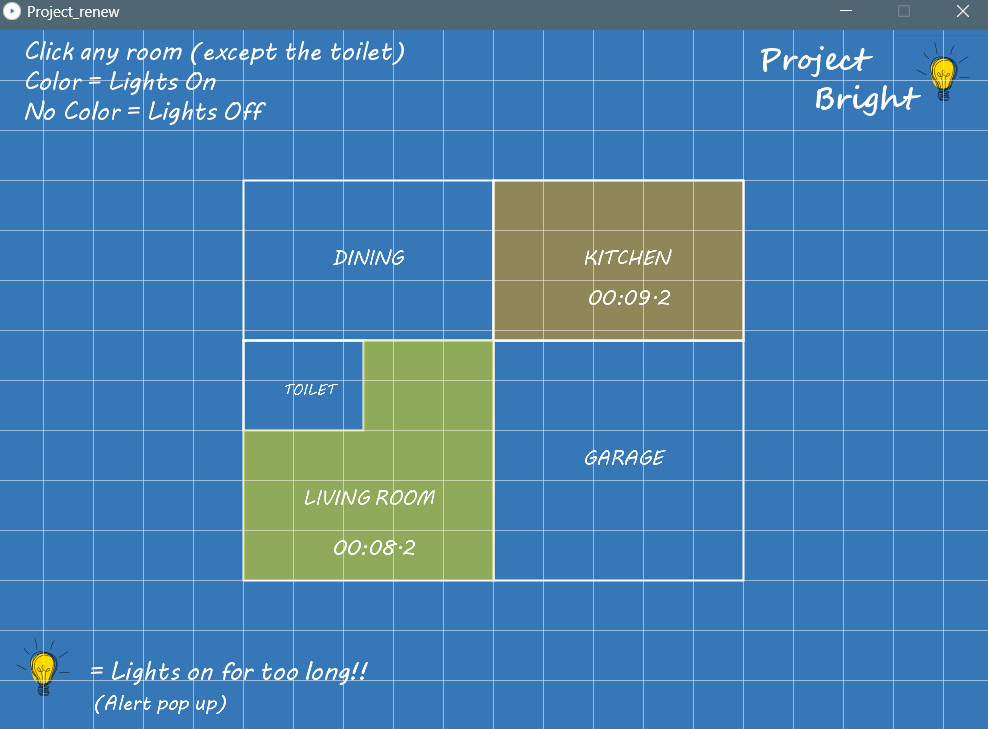 Project_renew
Click any room (except the toilet)
Color = Lights On
No Color = Lights Off
Project
Bright
DINING
KITCHEN
00:09.2
TOILET
GARAGE
LIVING ROOM
00:08.2
= Lights on for too long!!
(Alert pop up)